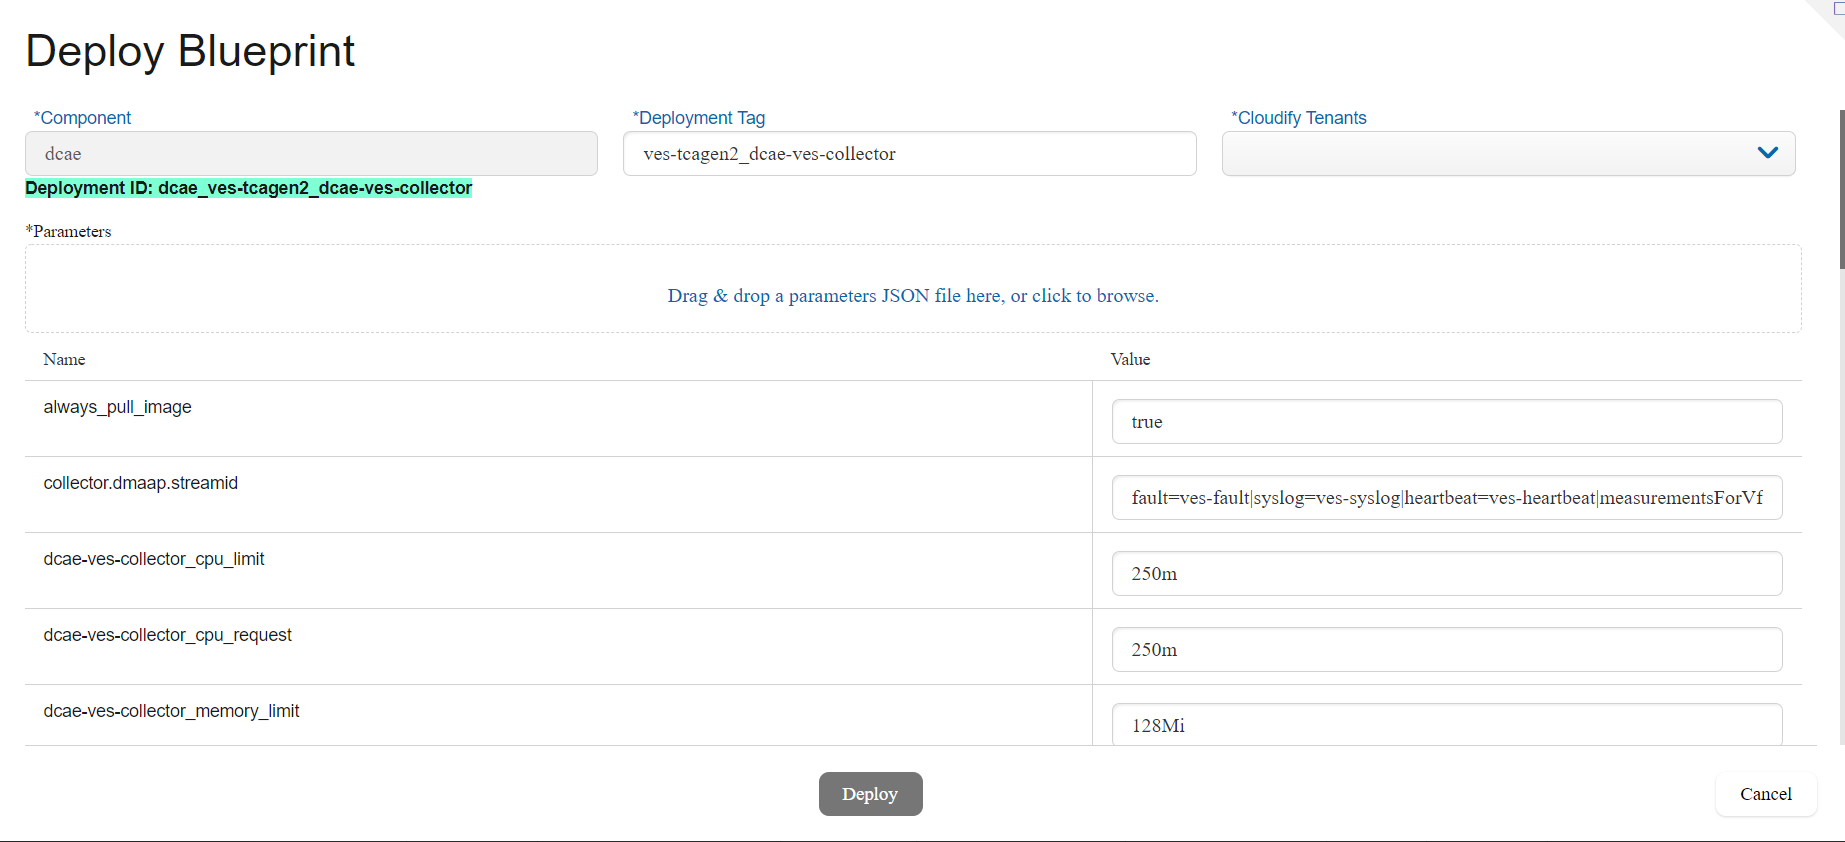 Deploy Blueprint
*Component
*Deployment Tag
*Cloudify Tenants
dcae
ves-tcagen2_dcae-ves-collector
Deployment ID: dcae_ves-tcagen2_dcae-ves-collector
*Parameters
Drag & drop a parameters JSON file here, or click to browse.
Name
Value
always_pull_image
true
collector.dmaap.streamid
fault=ves-fault|syslog=ves-syslog|heartbeat=ves-heartbeat|measurementsForVf
dcae-ves-collector_cpu_limit
250m
dcae-ves-collector_cpu_request
250m
dcae-ves-collector_memory_limit
128Mi
Deploy
Cancel